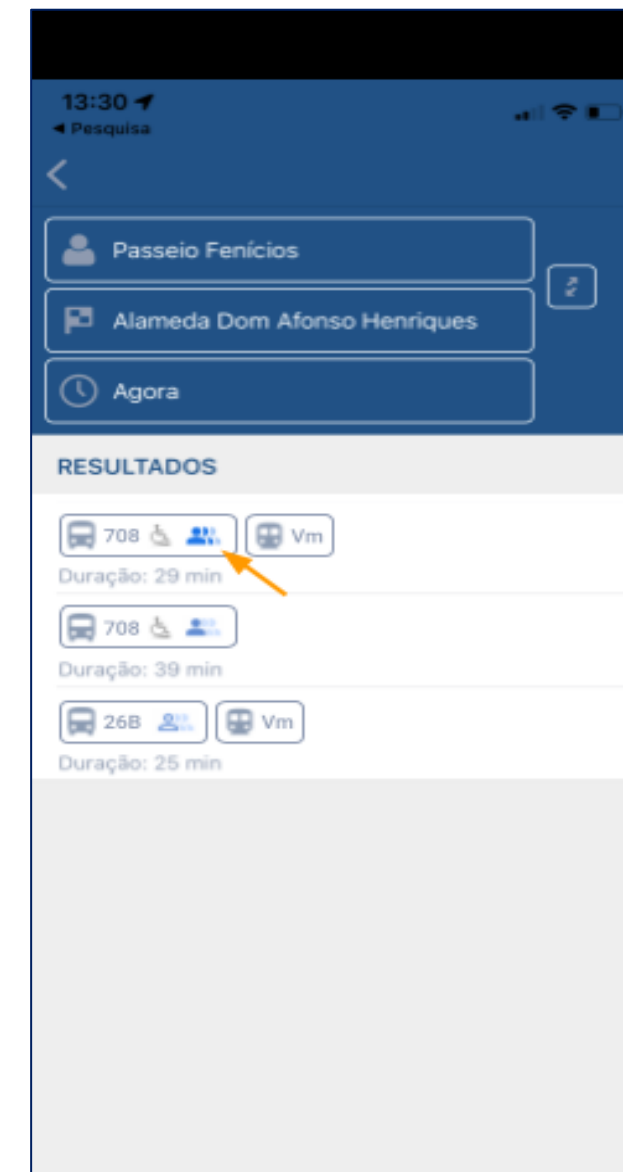 13:30
◀ Pesquisa
Passeio Fenícios
Alameda Dom Afonso Henriques
Agora
RESULTADOS
708 Vm
Duração: 29 min
708
Duração: 39 min
26B Vm
Duração: 25 min